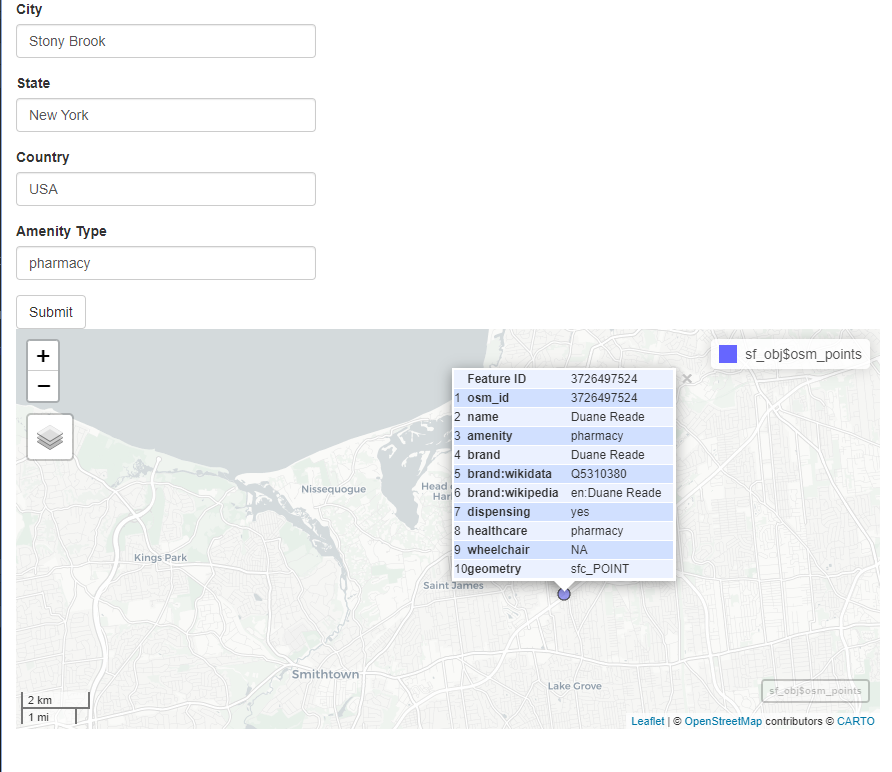 City
Stony Brook
State
New York
Country
USA
Amenity Type
pharmacy
Submit
+
−
sf_obj$osm_points
×
Feature ID 3726497524
1 osm_id 3726497524
2 name Duane Reade
3 amenity pharmacy
4 brand Duane Reade
5 brand:wikidata Q5310380
6 brand:wikipedia en:Duane Reade
7 dispensing yes
8 healthcare pharmacy
9 wheelchair NA
10 geometry sfc_POINT
Nissequogue
Head
Har
Kings Park
Saint James
Smithtown
Lake Grove
sf_obj$osm_points
2 km
1 mi
Leaflet | © OpenStreetMap contributors © CARTO